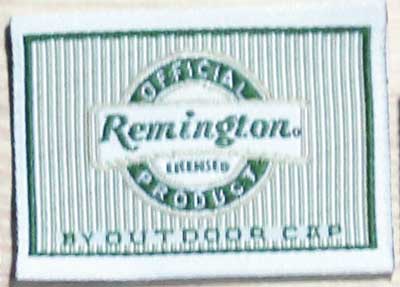 OFFICIAL
Remington®
LICENSED
PRODUCT
BY OUTDOOR CAP